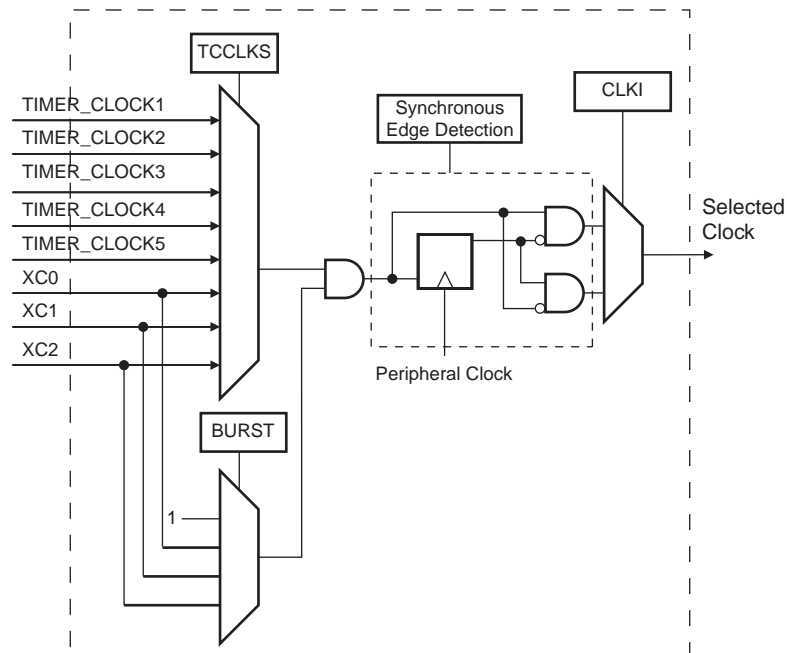 TCCLKS
CLKI
TIMER_CLOCK1
Synchronous
Edge Detection
TIMER_CLOCK2
TIMER_CLOCK3
TIMER_CLOCK4
Selected
Clock
TIMER_CLOCK5
XC0
XC1
XC2
Peripheral Clock
BURST
1